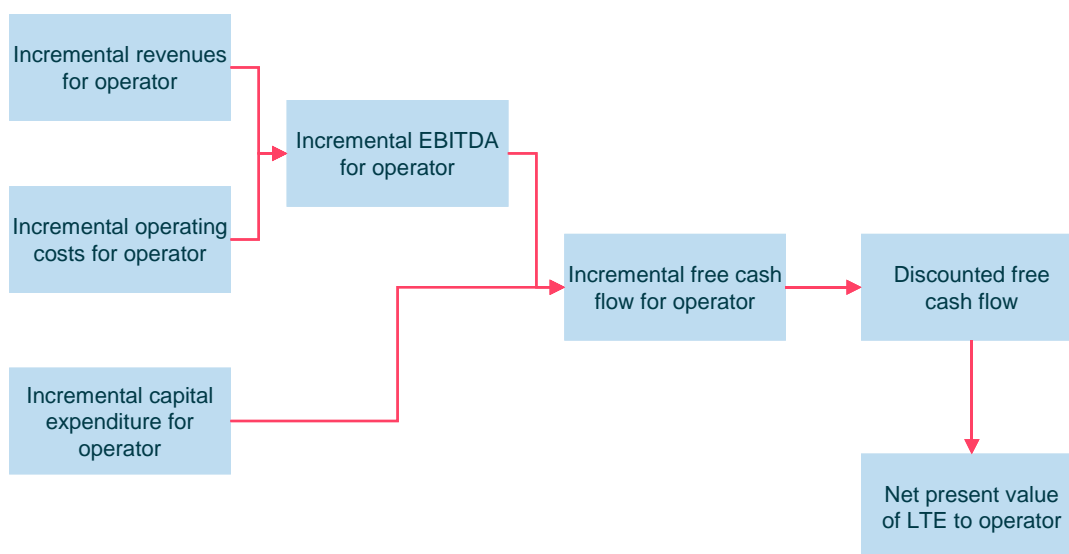 Incremental revenues
for operator
Incremental EBITDA
for operator
Incremental operating
costs for operator
Incremental free cash
flow for operator
Discounted free
cash flow
Incremental capital
expenditure for
operator
Net present value
of LTE to operator